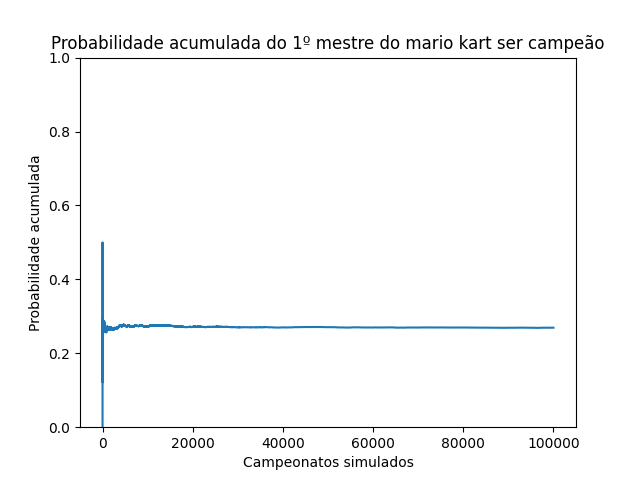 Probabilidade acumulada do 1º mestre do mario kart ser campeão
1.0
0.8
0.6
0.4
0.2
0.0
Probabilidade acumulada
0 20000 40000 60000 80000 100000
Campeonatos simulados